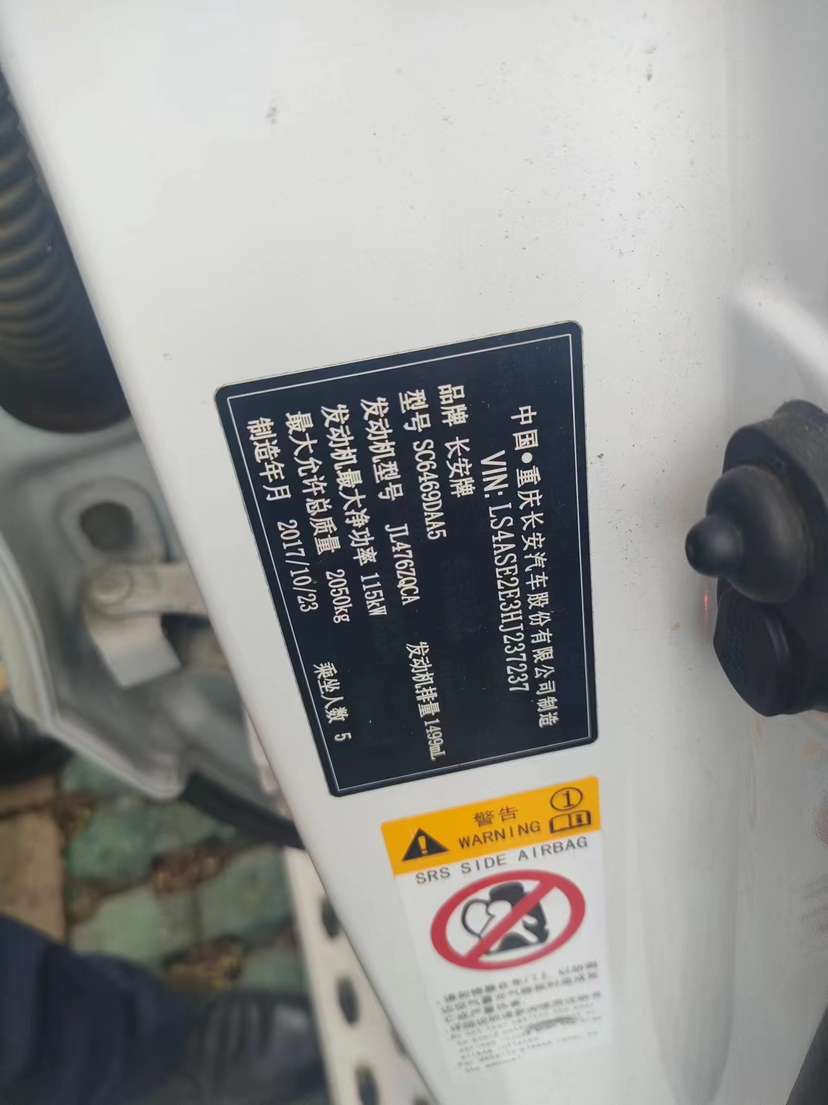 中国●重庆长安汽车股份有限公司制造
VIN: LS4ASE2E3HJ237237
品牌 长安牌
型号 SC6469DAA5
发动机型号 JL476ZQCA 发动机排量 1499mL
发动机最大净功率 115kW
最大允许总质量 2050kg
制造年月 2017/10/23 乘坐人数 5
警告 1
WARNING
SRS SIDE AIRBAG